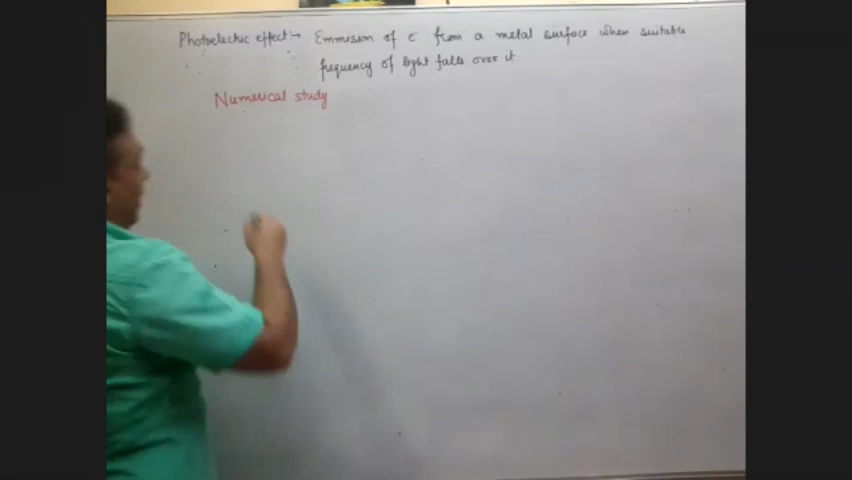 Photoelectric effect → Emmision of e⁻ from a metal surface when suitable
frequency of light falls over it
Numerical study